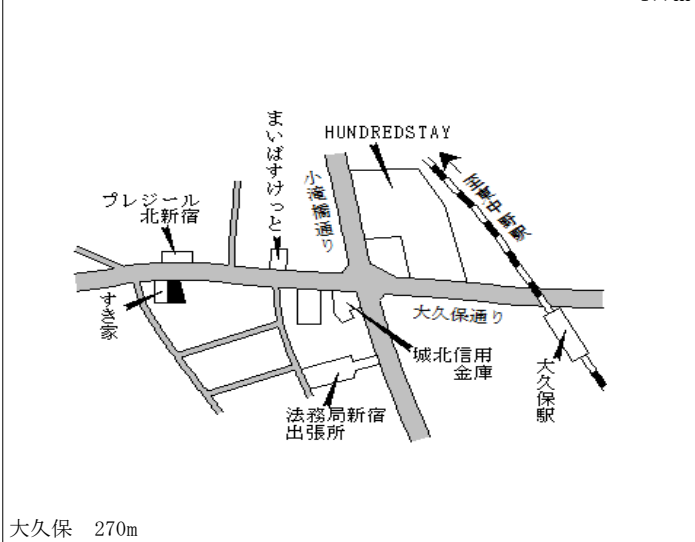 まいばすけっと
HUNDREDSTAY
至東中野駅
小滝橋通り
プレジール
北新宿
すき家
大久保通り
城北信用
金庫
大久保駅
法務局新宿
出張所
大久保 270m